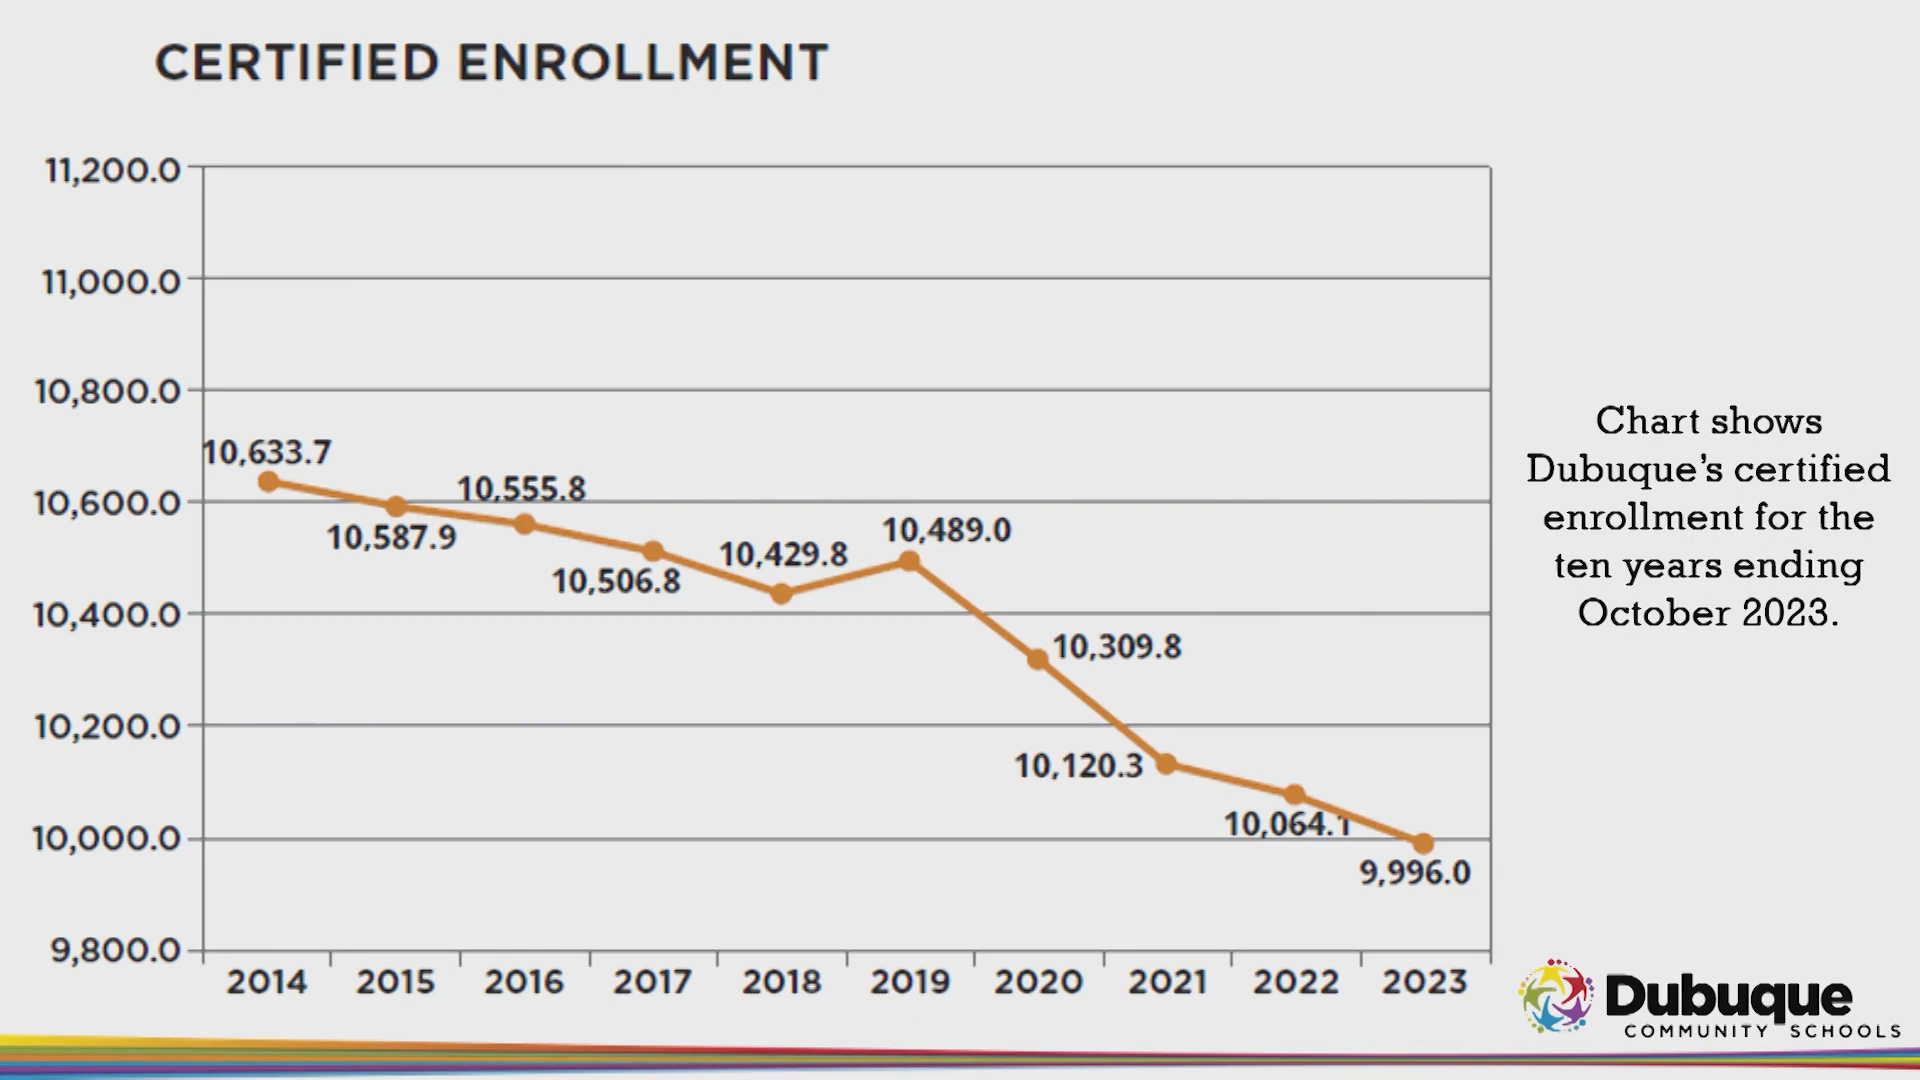 CERTIFIED ENROLLMENT
11,200.0
11,000.0
10,800.0
10,600.0
10,400.0
10,200.0
10,000.0
9,800.0
10,633.7
10,587.9
10,555.8
10,506.8
10,429.8
10,489.0
10,309.8
10,120.3
10,064.1
9,996.0
2014 2015 2016 2017 2018 2019 2020 2021 2022 2023
Chart shows
Dubuque’s certified
enrollment for the
ten years ending
October 2023.
Dubuque
COMMUNITY SCHOOLS